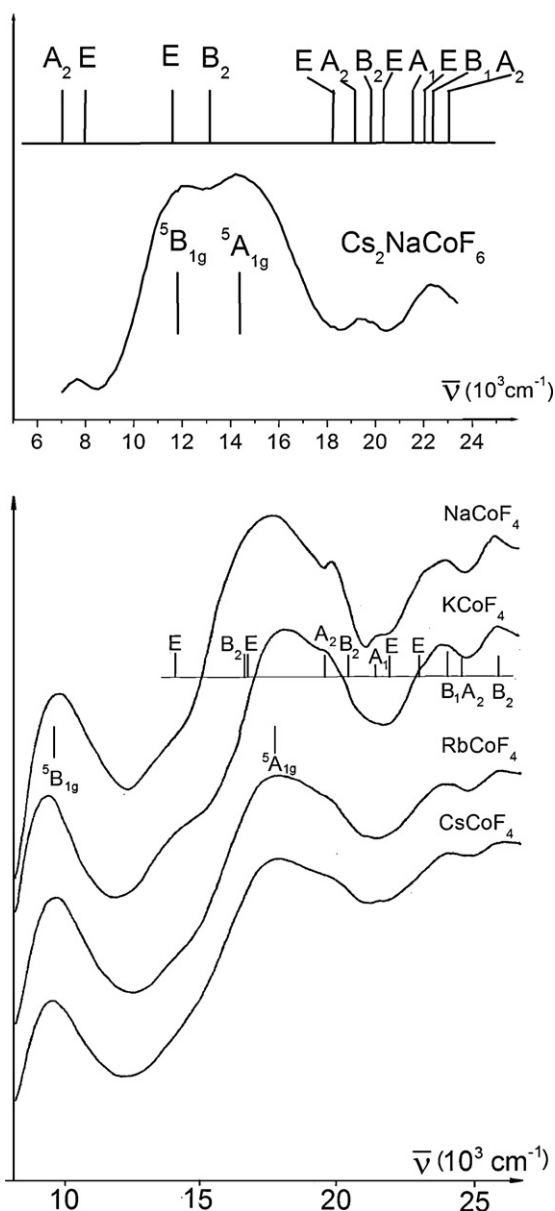 A₂ E E B₂ E A₂ B₂ E A₁ E B₁ A₂
⁵B₁g ⁵A₁g Cs₂NaCoF₆
ν̅ (10³cm⁻¹)
6 8 10 12 14 16 18 20 22 24
NaCoF₄
KCoF₄
E B₂ E A₂ B₂ A₁ E E
B₁ A₂ B₂
⁵B₁g ⁵A₁g
RbCoF₄
CsCoF₄
ν̅ (10³ cm⁻¹)
10 15 20 25